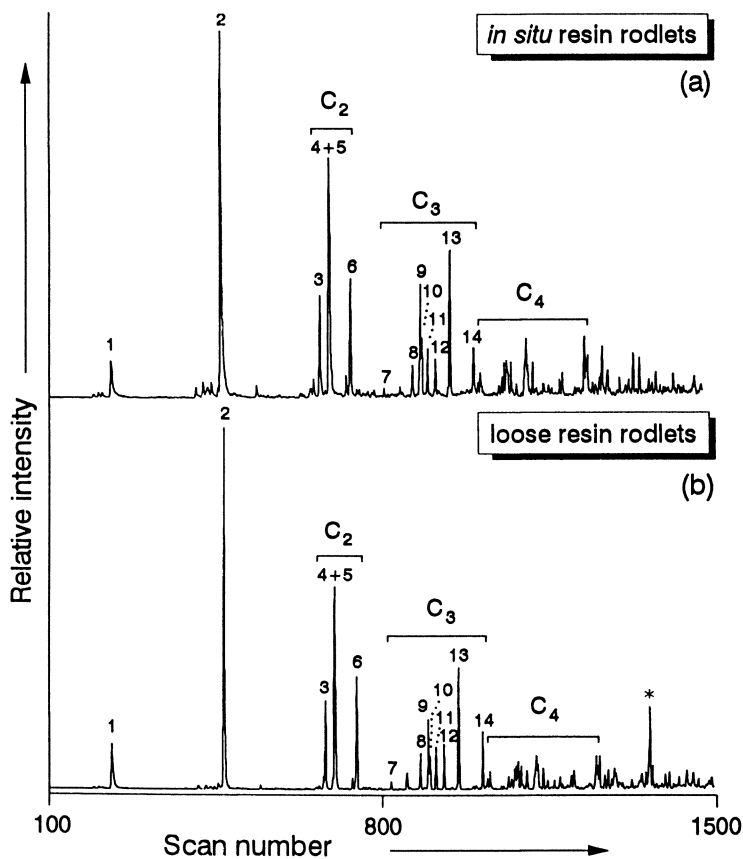 in situ resin rodlets
(a)
2
C2
4+5
C3
13
3
6
9
10
C4
11
1
8
12
14
7
2
loose resin rodlets
(b)
C2
4+5
C3
13
6
*
3
10
9
11
14
C4
1
8
12
7
Relative intensity
100
800
1500
Scan number